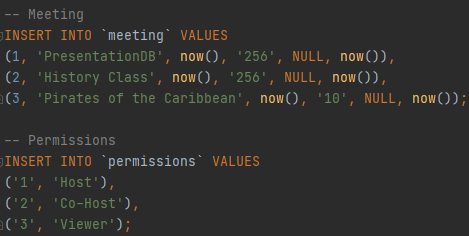 -- Meeting
INSERT INTO `meeting` VALUES
(1, 'PresentationDB', now(), '256', NULL, now()),
(2, 'History Class', now(), '256', NULL, now()),
(3, 'Pirates of the Caribbean', now(), '10', NULL, now());
-- Permissions
INSERT INTO `permissions` VALUES
('1', 'Host'),
('2', 'Co-Host'),
('3', 'Viewer');